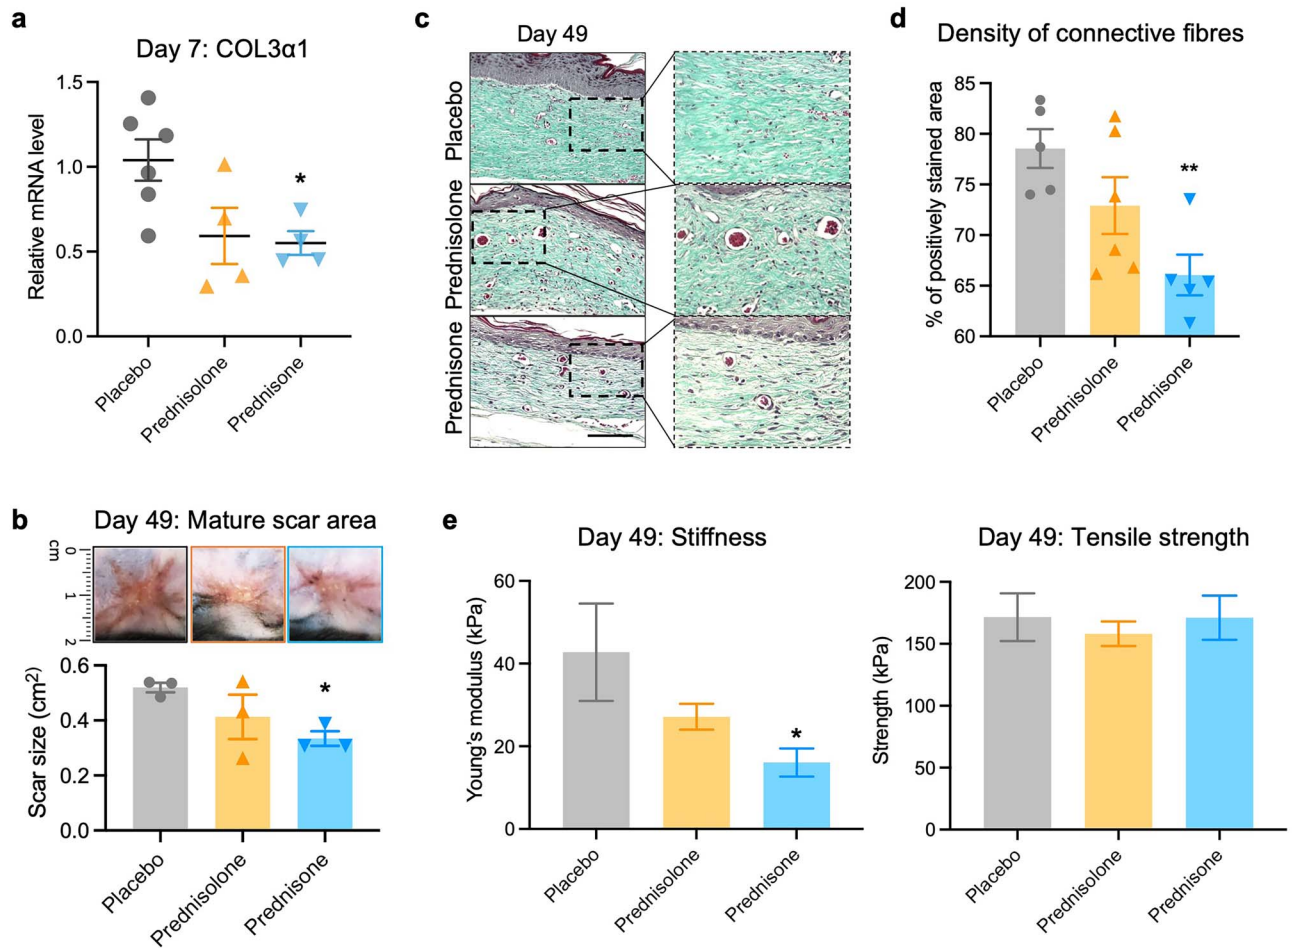 a
Day 7: COL3α1
Relative mRNA level
1.5
1.0
0.5
0.0
*
Placebo
Prednisolone
Prednisone
b
Day 49: Mature scar area
cm
0
1
2
Scar size (cm²)
0.6
0.4
0.2
0.0
*
Placebo
Prednisolone
Prednisone
c
Day 49
Placebo
Prednisolone
Prednisone
d
Density of connective fibres
% of positively stained area
85
80
75
70
65
60
**
Placebo
Prednisolone
Prednisone
e
Day 49: Stiffness
Young's modulus (kPa)
60
40
20
0
*
Placebo
Prednisolone
Prednisone
Day 49: Tensile strength
Strength (kPa)
200
150
100
50
0
Placebo
Prednisolone
Prednisone